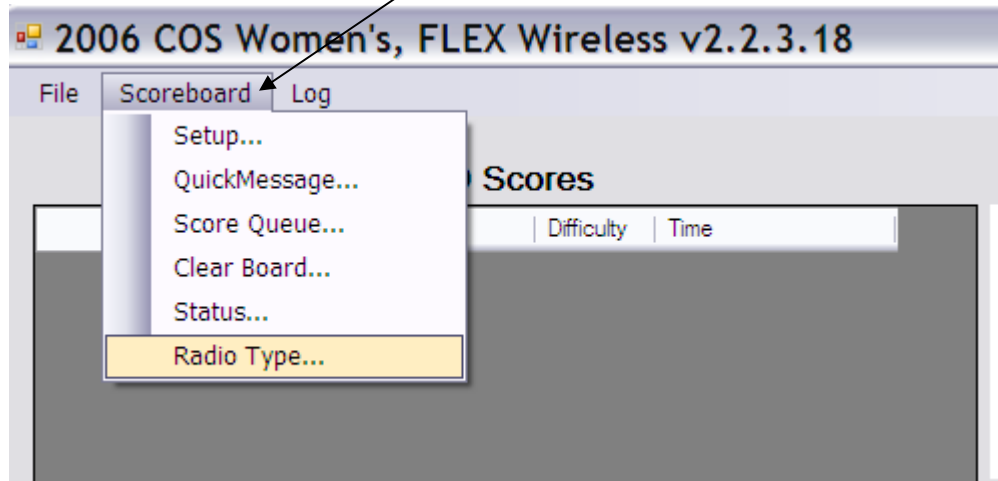 2006 COS Women's, FLEX Wireless v2.2.3.18
File Scoreboard Log
Setup...
QuickMessage...
Scores
Score Queue...
Difficulty Time
Clear Board...
Status...
Radio Type...